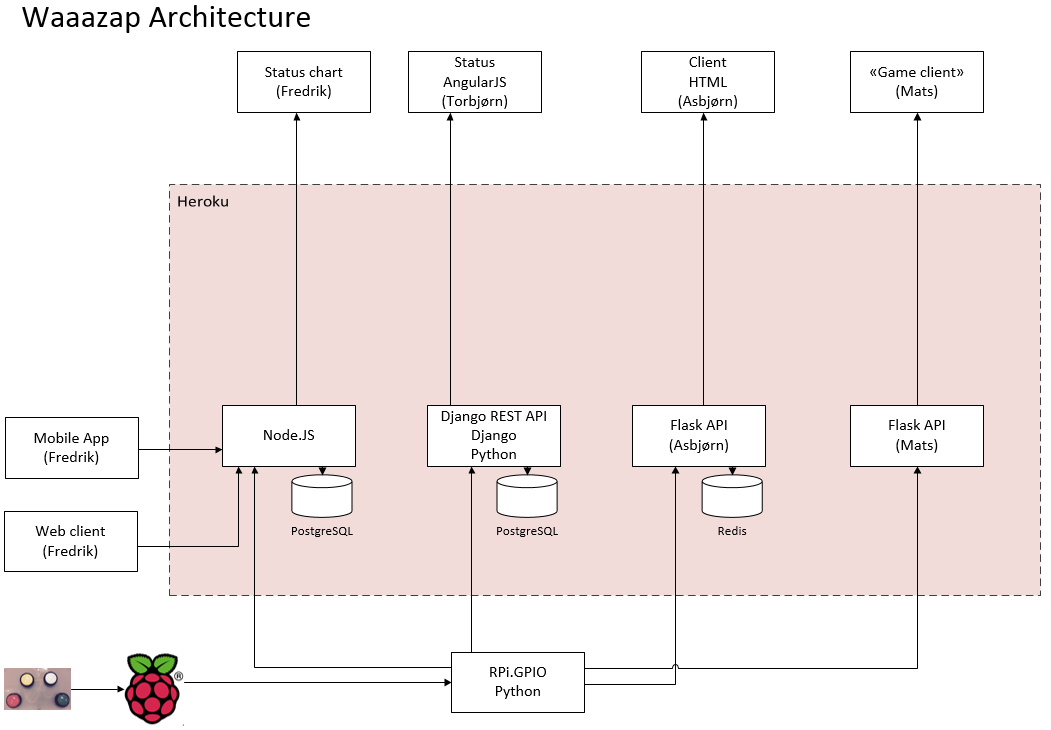 Waaazap Architecture
Status chart
(Fredrik)
Status
AngularJS
(Torbjørn)
Client
HTML
(Asbjørn)
«Game client»
(Mats)
Heroku
Mobile App
(Fredrik)
Node.JS
Django REST API
Django
Python
Flask API
(Asbjørn)
Flask API
(Mats)
PostgreSQL
PostgreSQL
Redis
Web client
(Fredrik)
RPi.GPIO
Python
®